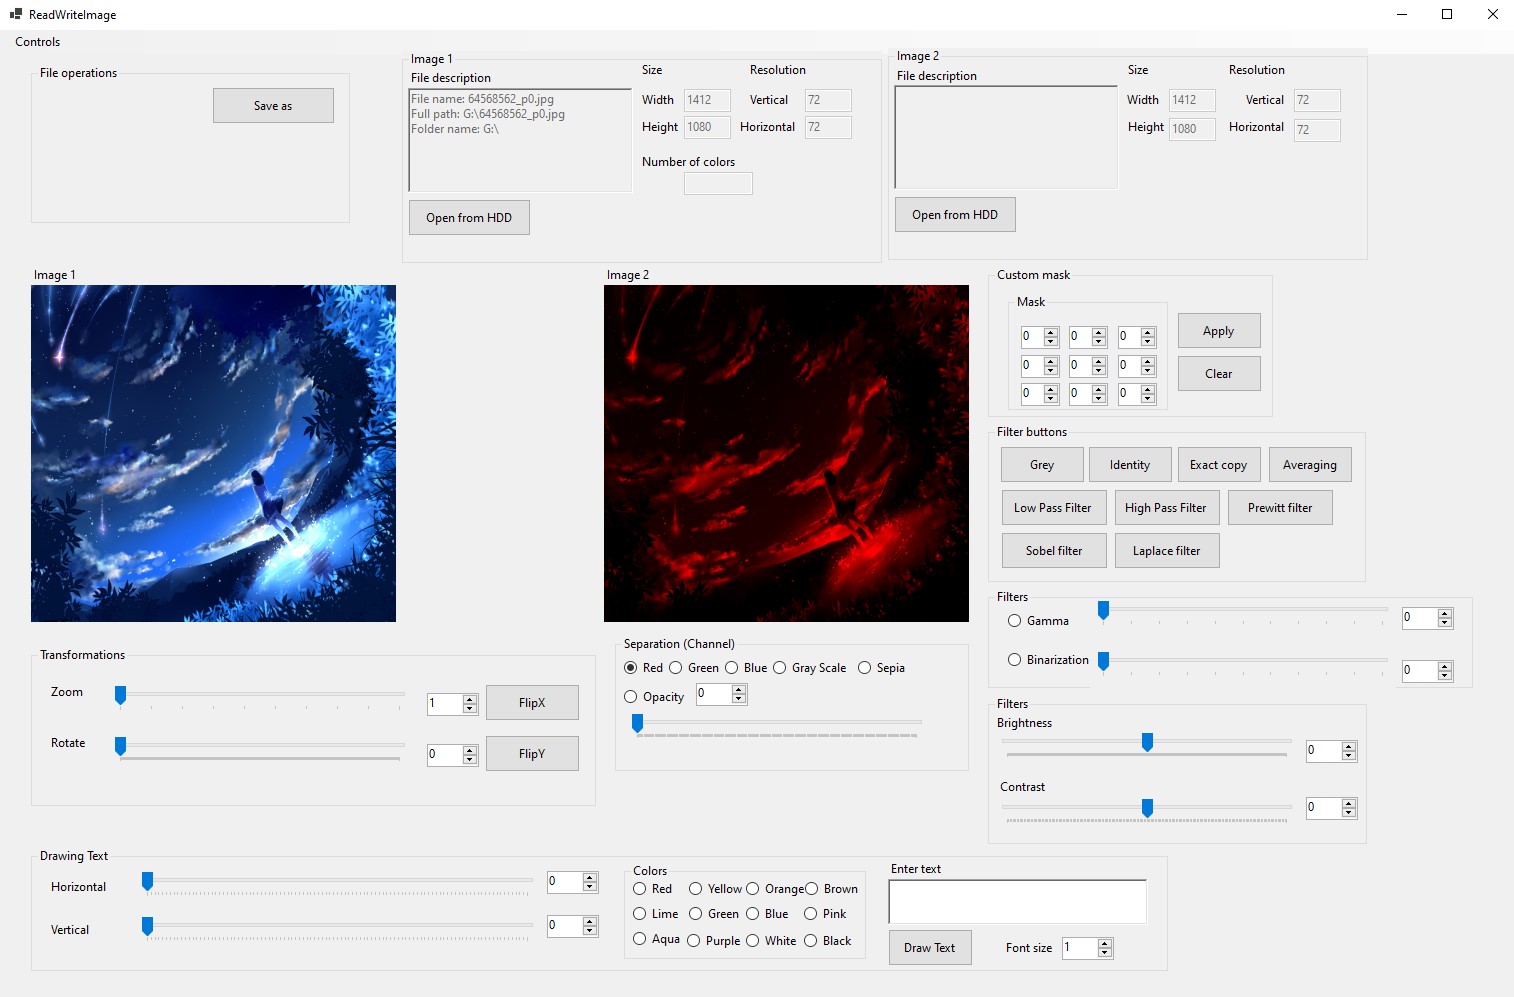 ReadWriteImage
Controls
File operations
Save as
Image 1
File description
File name: 64568562_p0.jpg
Full path: G:\64568562_p0.jpg
Folder name: G:\
Open from HDD
Size
Resolution
Width 1412 Vertical 72
Height 1080 Horizontal 72
Number of colors
Image 2
File description
Open from HDD
Size
Resolution
Width 1412 Vertical 72
Height 1080 Horizontal 72
Image 1
Image 2
Custom mask
Mask
0 0 0
0 0 0
0 0 0
Apply
Clear
Filter buttons
Grey Identity Exact copy Averaging
Low Pass Filter High Pass Filter Prewitt filter
Sobel filter Laplace filter
Filters
Gamma 0
Binarization 0
Transformations
Zoom 1 FlipX
Rotate 0 FlipY
Separation (Channel)
Red Green Blue Gray Scale Sepia
Opacity 0
Filters
Brightness
0
Contrast
0
Drawing Text
Horizontal 0
Vertical 0
Colors
Red Yellow Orange Brown
Lime Green Blue Pink
Aqua Purple White Black
Enter text
Draw Text Font size 1